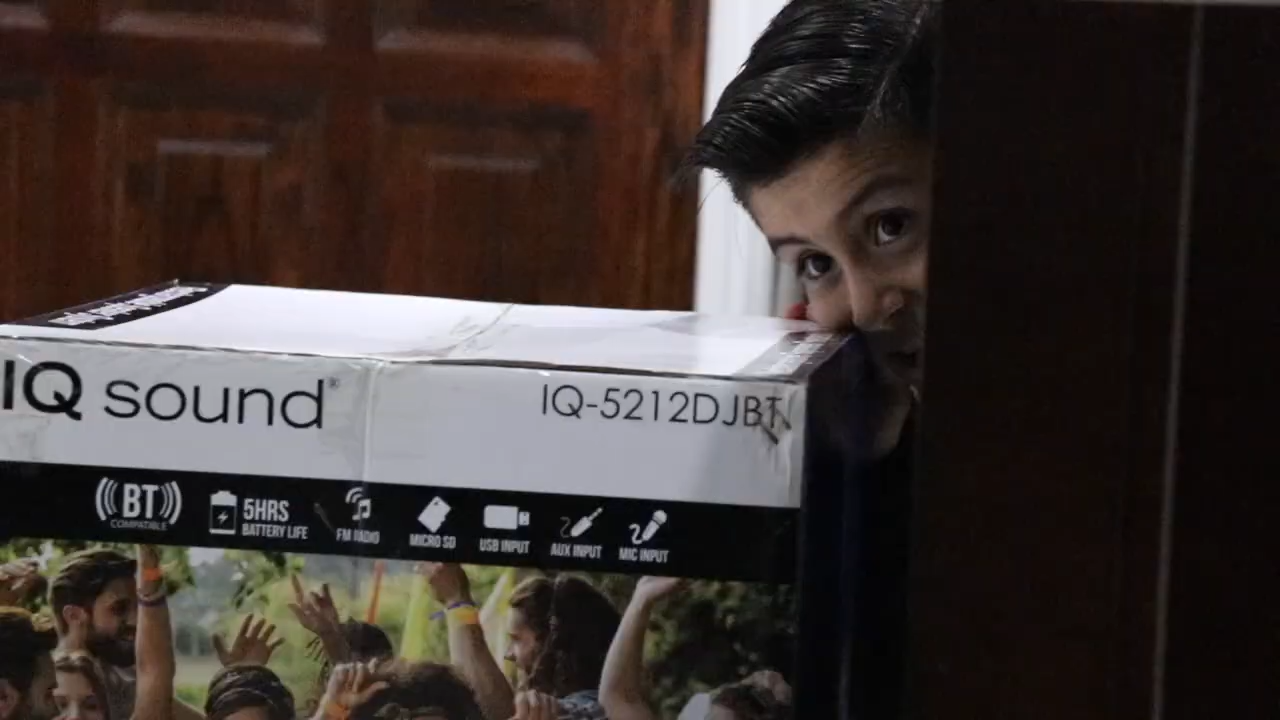 IQ sound®
IQ-5212DJBT
BT
COMPATIBLE
5HRS
BATTERY LIFE
FM RADIO
MICRO SD
USB INPUT
AUX INPUT
MIC INPUT